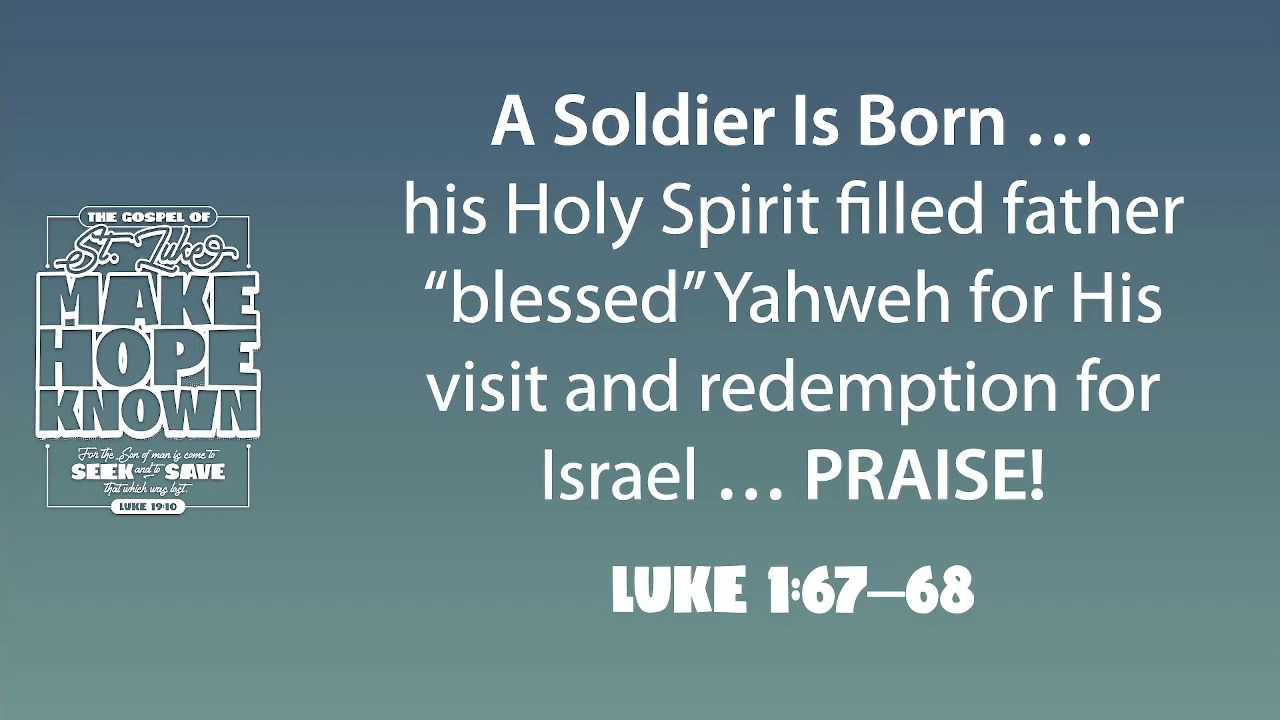 THE GOSPEL OF
St. Luke
MAKE
HOPE
KNOWN
For the Son of man is come to
SEEK and to SAVE
that which was lost.
LUKE 19:10
A Soldier Is Born …
his Holy Spirit filled father
“blessed” Yahweh for His
visit and redemption for
Israel … PRAISE!
LUKE 1:67–68